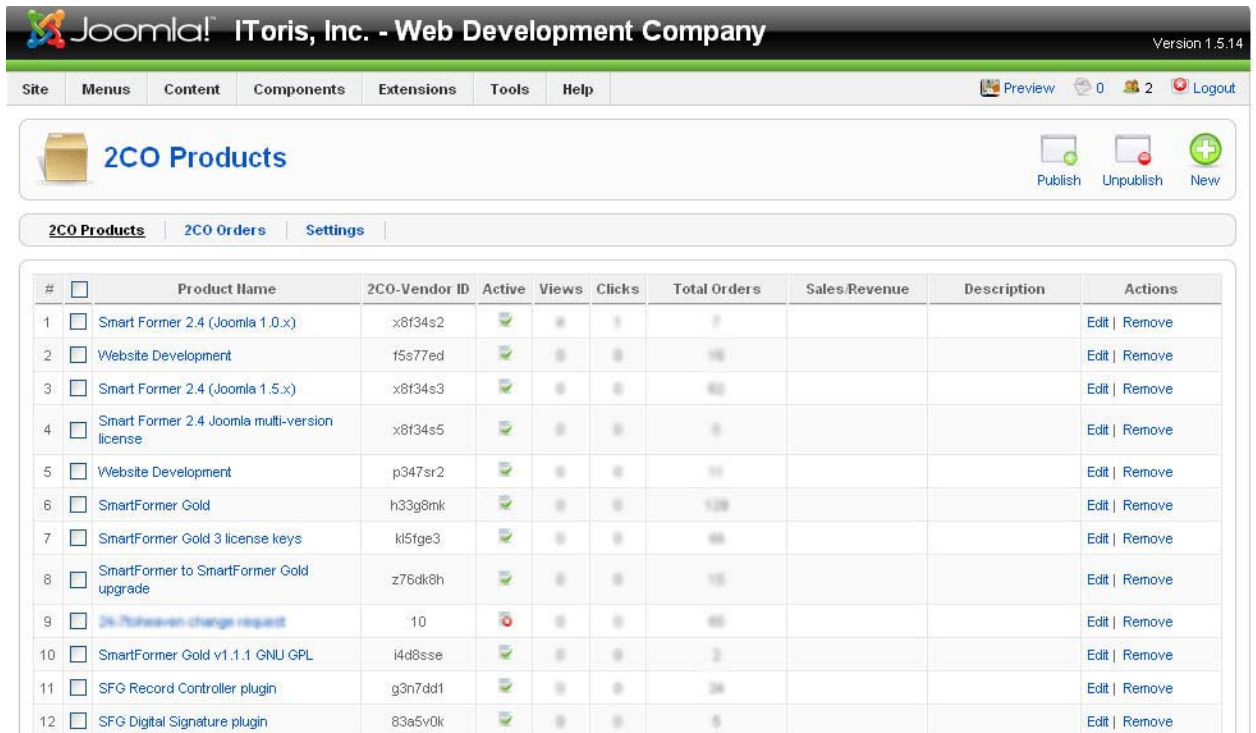 Joomla! IToris, Inc. - Web Development Company
Version 1.5.14
Site Menus Content Components Extensions Tools Help Preview 0 2 Logout
2CO Products
Publish Unpublish New
2CO Products 2CO Orders Settings
# Product Name 2CO-Vendor ID Active Views Clicks Total Orders Sales/Revenue Description Actions
1 Smart Former 2.4 (Joomla 1.0.x) x8f34s2 Edit | Remove
2 Website Development f5s77ed Edit | Remove
3 Smart Former 2.4 (Joomla 1.5.x) x8f34s3 Edit | Remove
4 Smart Former 2.4 Joomla multi-version license x8f34s5 Edit | Remove
5 Website Development p347sr2 Edit | Remove
6 SmartFormer Gold h33g8mk Edit | Remove
7 SmartFormer Gold 3 license keys kl5fge3 Edit | Remove
8 SmartFormer to SmartFormer Gold upgrade z76dk8h Edit | Remove
9 10 Edit | Remove
10 SmartFormer Gold v1.1.1 GNU GPL i4d8sse Edit | Remove
11 SFG Record Controller plugin g3n7dd1 Edit | Remove
12 SFG Digital Signature plugin 83a5v0k Edit | Remove